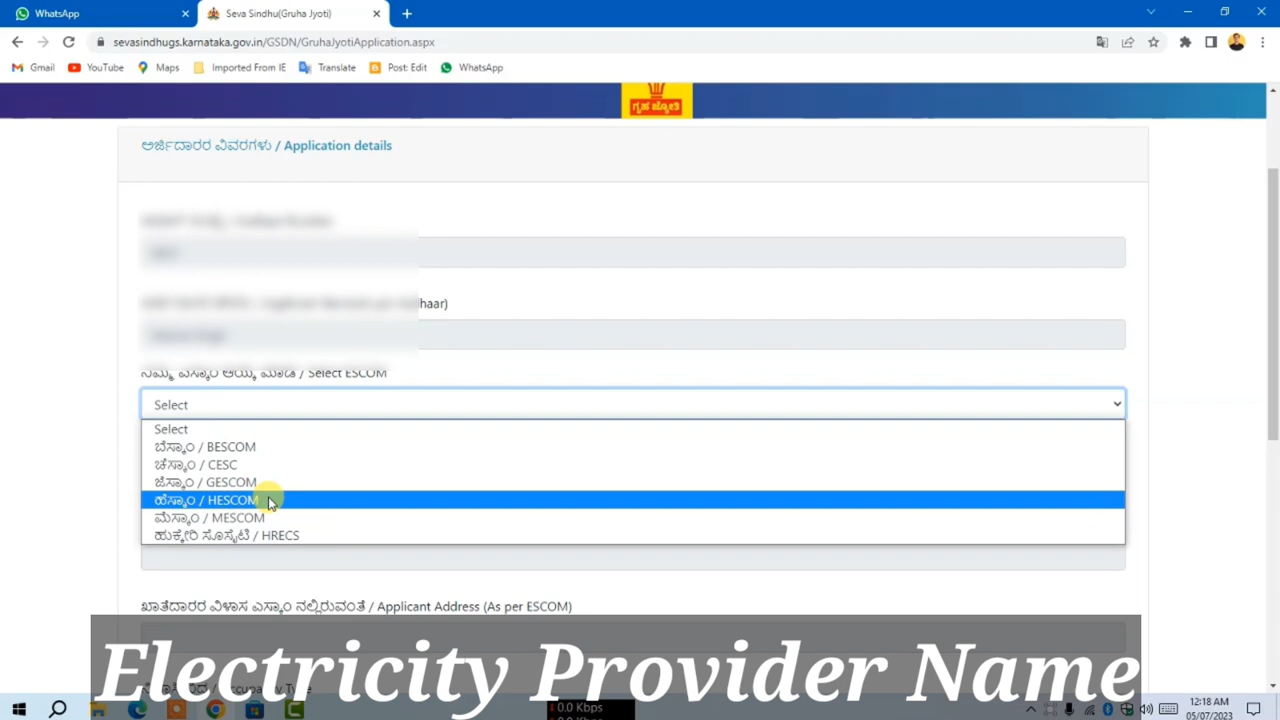 WhatsApp
Seva Sindhu(Gruha Jyoti)
sevasindhugs.karnataka.gov.in/GSDN/GruhaJyotiApplication.aspx
Gmail YouTube Maps Imported From IE Translate Post: Edit WhatsApp
ಗೃಹ ಜ್ಯೋತಿ
ಅರ್ಜಿದಾರರ ವಿವರಗಳು / Application details
haar)
ನಿಮ್ಮ ಎಸ್ಕಾಂ ಆಯ್ಕೆ ಮಾಡಿ / Select ESCOM
Select
Select
ಬೆಸ್ಕಾಂ / BESCOM
ಚೆಸ್ಕಾಂ / CESC
ಜೆಸ್ಕಾಂ / GESCOM
ಹೆಸ್ಕಾಂ / HESCOM
ಮೆಸ್ಕಾಂ / MESCOM
ಹುಕ್ಕೇರಿ ಸೊಸೈಟಿ / HRECS
ಖಾತೆದಾರರ ವಿಳಾಸ ಎಸ್ಕಾಂ ನಲ್ಲಿರುವಂತೆ / Applicant Address (As per ESCOM)
Electricity Provider Name
0.0 Kbps
0.0 Kbps
12:18 AM
05/07/2023